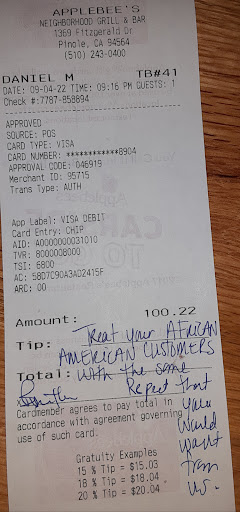 APPLEBEE'S
NEIGHBORHOOD GRILL & BAR
1369 Fitzgerald Dr
Pinole, CA 94564
(510) 243-0400
DANIEL M TB#41
DATE: 09-04-22 TIME: 09:16 PM GUESTS: 1
Check #:7787-858894
APPROVED
SOURCE: POS
CARD TYPE: VISA
CARD NUMBER: ************8904
APPROVAL CODE: 046919
Merchant ID: 95715
Trans Type: AUTH
App Label: VISA DEBIT
Card Entry: CHIP
AID: A0000000031010
TVR: 8000008000
TSI: 6800
AC: 58D7C90A3AD2415F
ARC: 00
Amount: 100.22
Tip: Treat your AFRICAN
AMERICAN CUSTOMERS
Total: with the same
Repect that
you
would
want
from
us.
Cardmember agrees to pay total in
accordance with agreement governing
use of such card.
Gratuity Examples
15 % Tip = $15.03
18 % Tip = $18.04
20 % Tip = $20.04